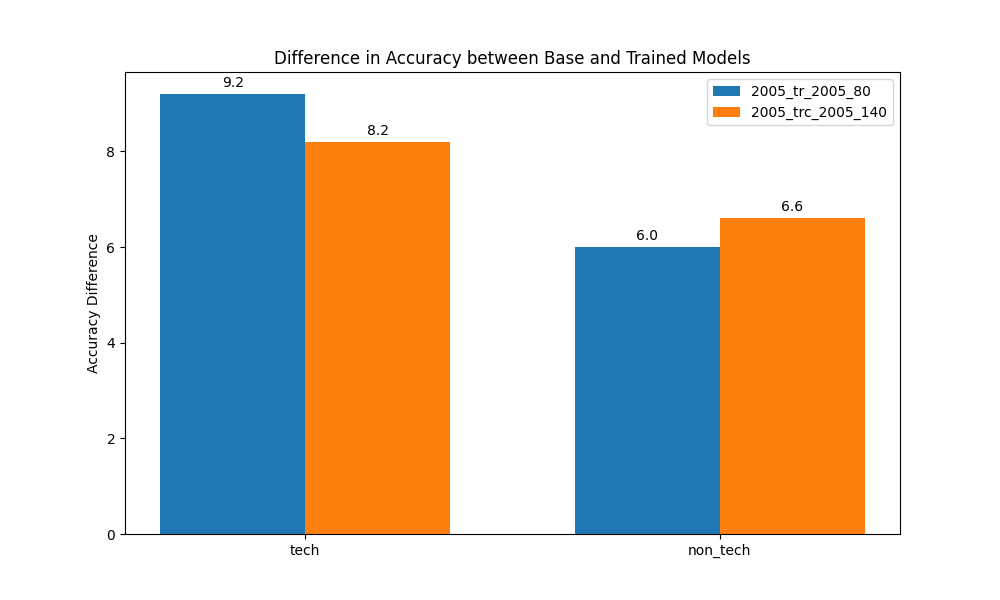 Difference in Accuracy between Base and Trained Models
2005_tr_2005_80
2005_trc_2005_140
9.2
8.2
6.0
6.6
Accuracy Difference
8
6
4
2
0
tech
non_tech